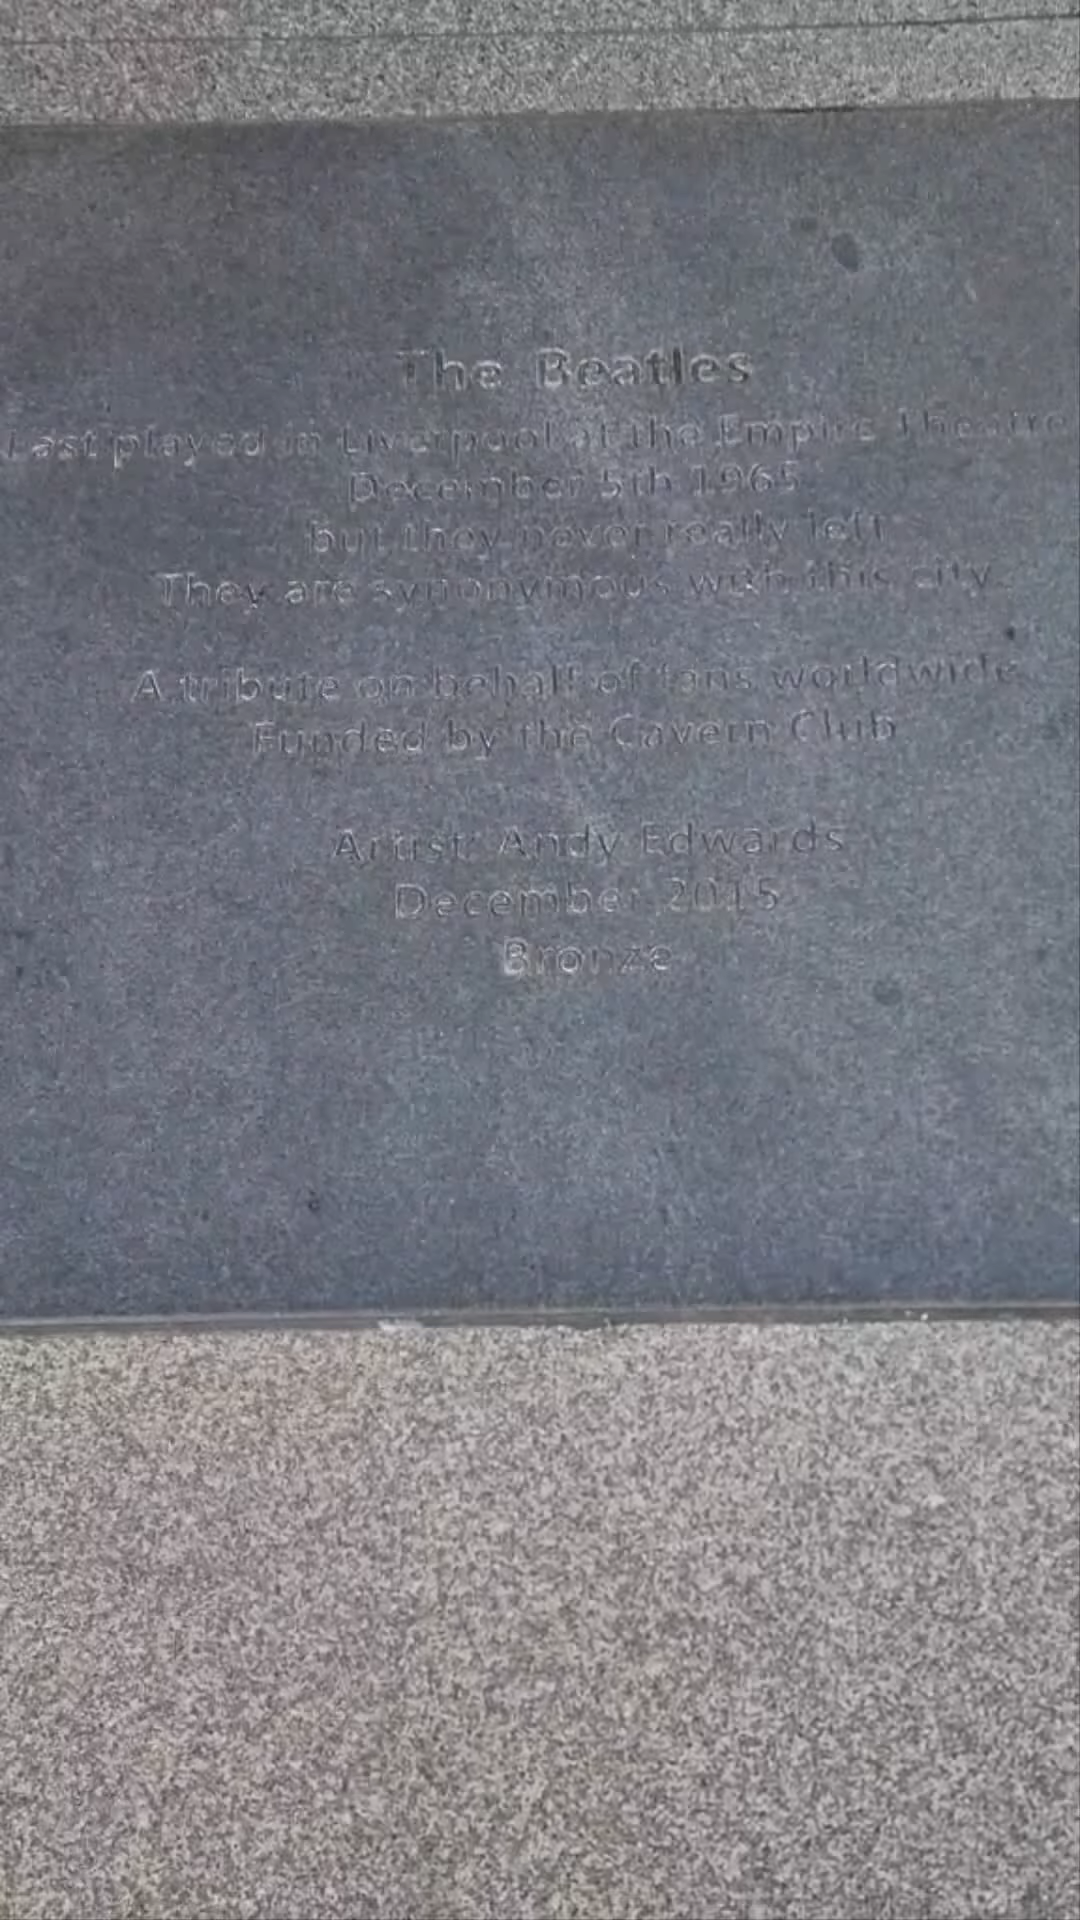 The Beatles
Last played in Liverpool at the Empire Theatre
December 5th 1965
but they never really left
They are synonymous with this city
A tribute on behalf of fans worldwide
Funded by the Cavern Club
Artist: Andy Edwards
December 2015
Bronze